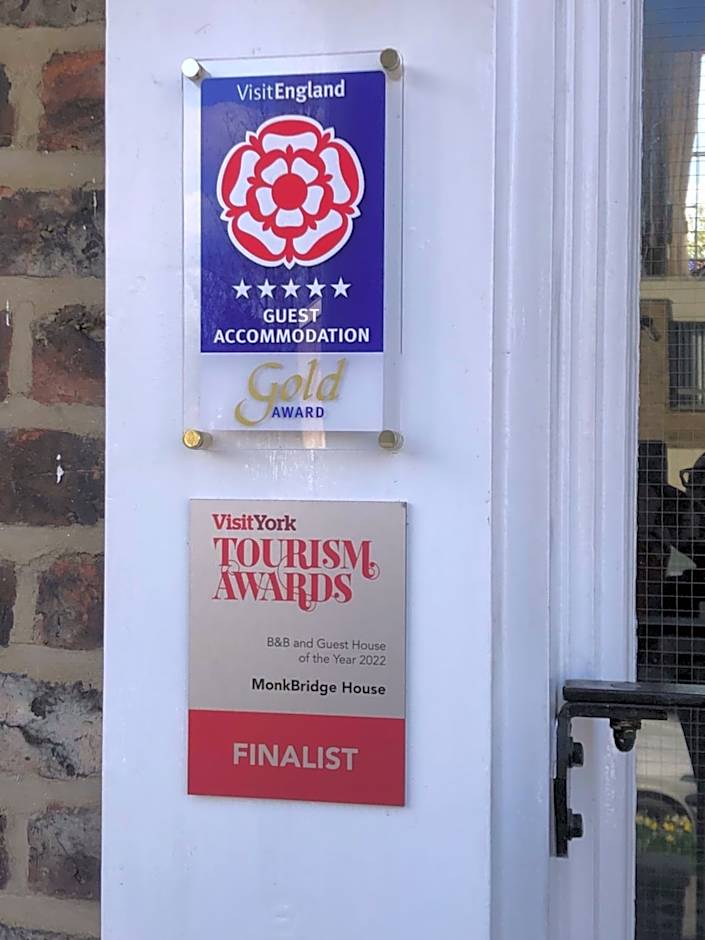 VisitEngland
GUEST
ACCOMMODATION
Gold
AWARD
VisitYork
TOURISM
AWARDS
B&B and Guest House
of the Year 2022
MonkBridge House
FINALIST